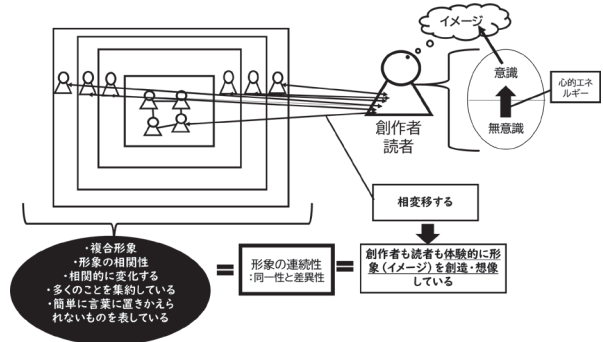 イメージ
意識
無意識
心的エネ
ルギー
創作者
読者
相変移する
・複合形象
・形象の相関性
・相関的に変化する
・多くのことを集約している
・簡単に言葉に置きかえら
れないものを表している
=
形象の連続性
:同一性と差異性
=
創作者も読者も体験的に形
象(イメージ)を創造・想像
している